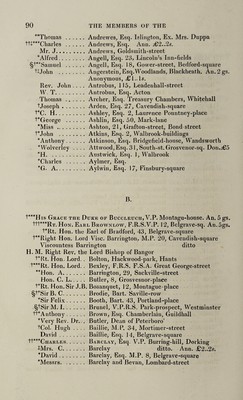 90 THE MEMBERS OF THE
**Thomas ....... Andrewes, Esq. Islington, Ex. Mrs. Dappa
Charles ....... Andrewes, Esq. Ann. £2..2s.
Mr. J. ....... Andrews, Goldsmith-street
*Alfred ....... Angell, Esq. 23, Lincoln's Inn-fields
Samuel ....... Angell, Esq. 18, Gower-street, Bedford-square
John ....... Angerstein, Esq. Woodlands, Blackheath. An. 2 gs.
Anonymous, £1..1s.
Rev. John .... Antrobus, 115, Leadenhall-street
W. T. ....... Antrobus, Esq. Acton
Thomas ...... Archer, Esq. Treasury Chambers, Whitehall
Joseph ....... Arden, Esq. 27, Cavendish-square
**C. H. ....... Ashley, Esq. 2, Laurence Pountney-place
**George ...... Ashlin, Esq. 50, Mark-lane
*Miss ......... Ashton, 21, Grafton-street, Bond-street
John ....... Atkins, Esq. 2, Walbrook-buildings
Anthony ..... Atkinson, Esq. Bridgefield-house, Wandsworth
Wolverley .... Attwood, Esq. 31, South-st. Grosvenor-sq. Don. £5
*H. .......... Austwick, Esq. 1, Walbrook
*Charles ...... Aylmer, Esq.
*G. A. ....... Aylwin, Esq. 17, Finsbury-square
B.
His Grace the Duke of Buccleuch, V.P. Montagu-house. An. 5 gs.
Rt. Hon. Earl Brownlow, F.R.S. V.P. 12, Belgrave-sq. An. 5gs.
Rt. Hon. the Earl of Bradford, 43, Belgrave-square
Right Hon. Lord Visc. Barrington, M.P. 20, Cavendish-square
Viscountess Barrington ditto
H. M. Right Rev. the Lord Bishop of Bangor
Rt. Hon. Lord. Bolton, Hackwood-park, Hants
Rt. Hon. Lord Bexley, F.R.S. F.S.A. Great George-street
Hon. A. ..... Barrington, 29, Sackville-street
Hon. C. L. .. Butler, 8, Grosvenor-place
Rt. Hon. Sir J.B. Bosanquet, 12, Montague-place
Sir B. C. ..... Brodie, Bart. Saville-row
*Sir Felix ..... Booth, Bart. 43, Portland-place
Sir M. I. .... Brunel, V.P.R.S. Park-prospect, Westminster
Anthony ..... Brown, Esq. Chamberlain, Guildhall
*Very Rev. Dr. .. Butler, Dean of Peterboro'
*Col. Hugh .... Baillie, M.P. 34, Mortimer-street
David ....... Baillie, Esq. 14, Belgrave-square
Charles ....... Barclay, Esq. V.P. Burring-hill, Dorking
Mrs. C. ....... Barclay ditto. Ann. £2..2s.
*David ....... Barclay, Esq. M.P. 8, Belgrave-square
*Messrs. ....... Barclay and Bevan, Lombard-street